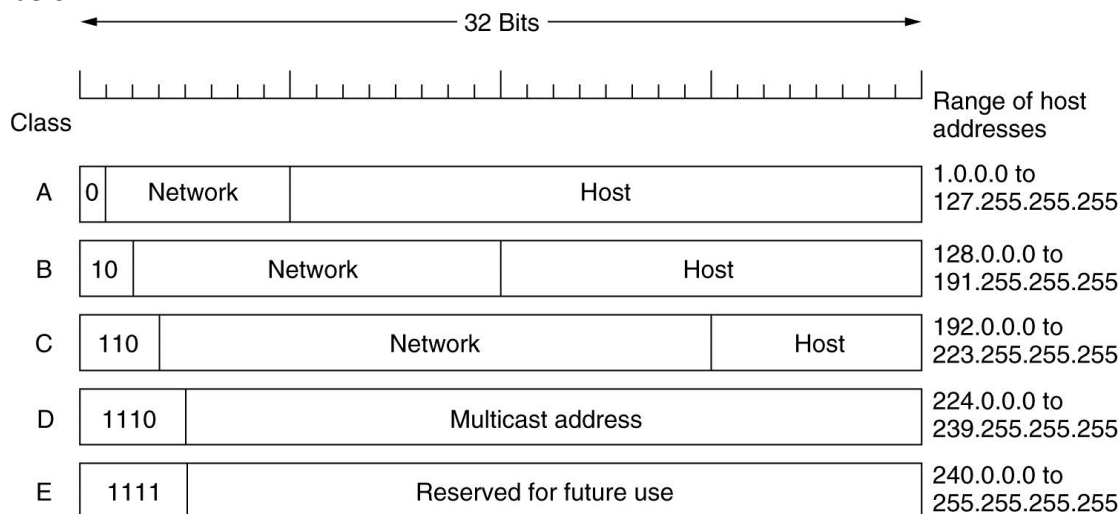 32 Bits
Class
Range of host
addresses
A 0 Network Host 1.0.0.0 to
127.255.255.255
B 10 Network Host 128.0.0.0 to
191.255.255.255
C 110 Network Host 192.0.0.0 to
223.255.255.255
D 1110 Multicast address 224.0.0.0 to
239.255.255.255
E 1111 Reserved for future use 240.0.0.0 to
255.255.255.255